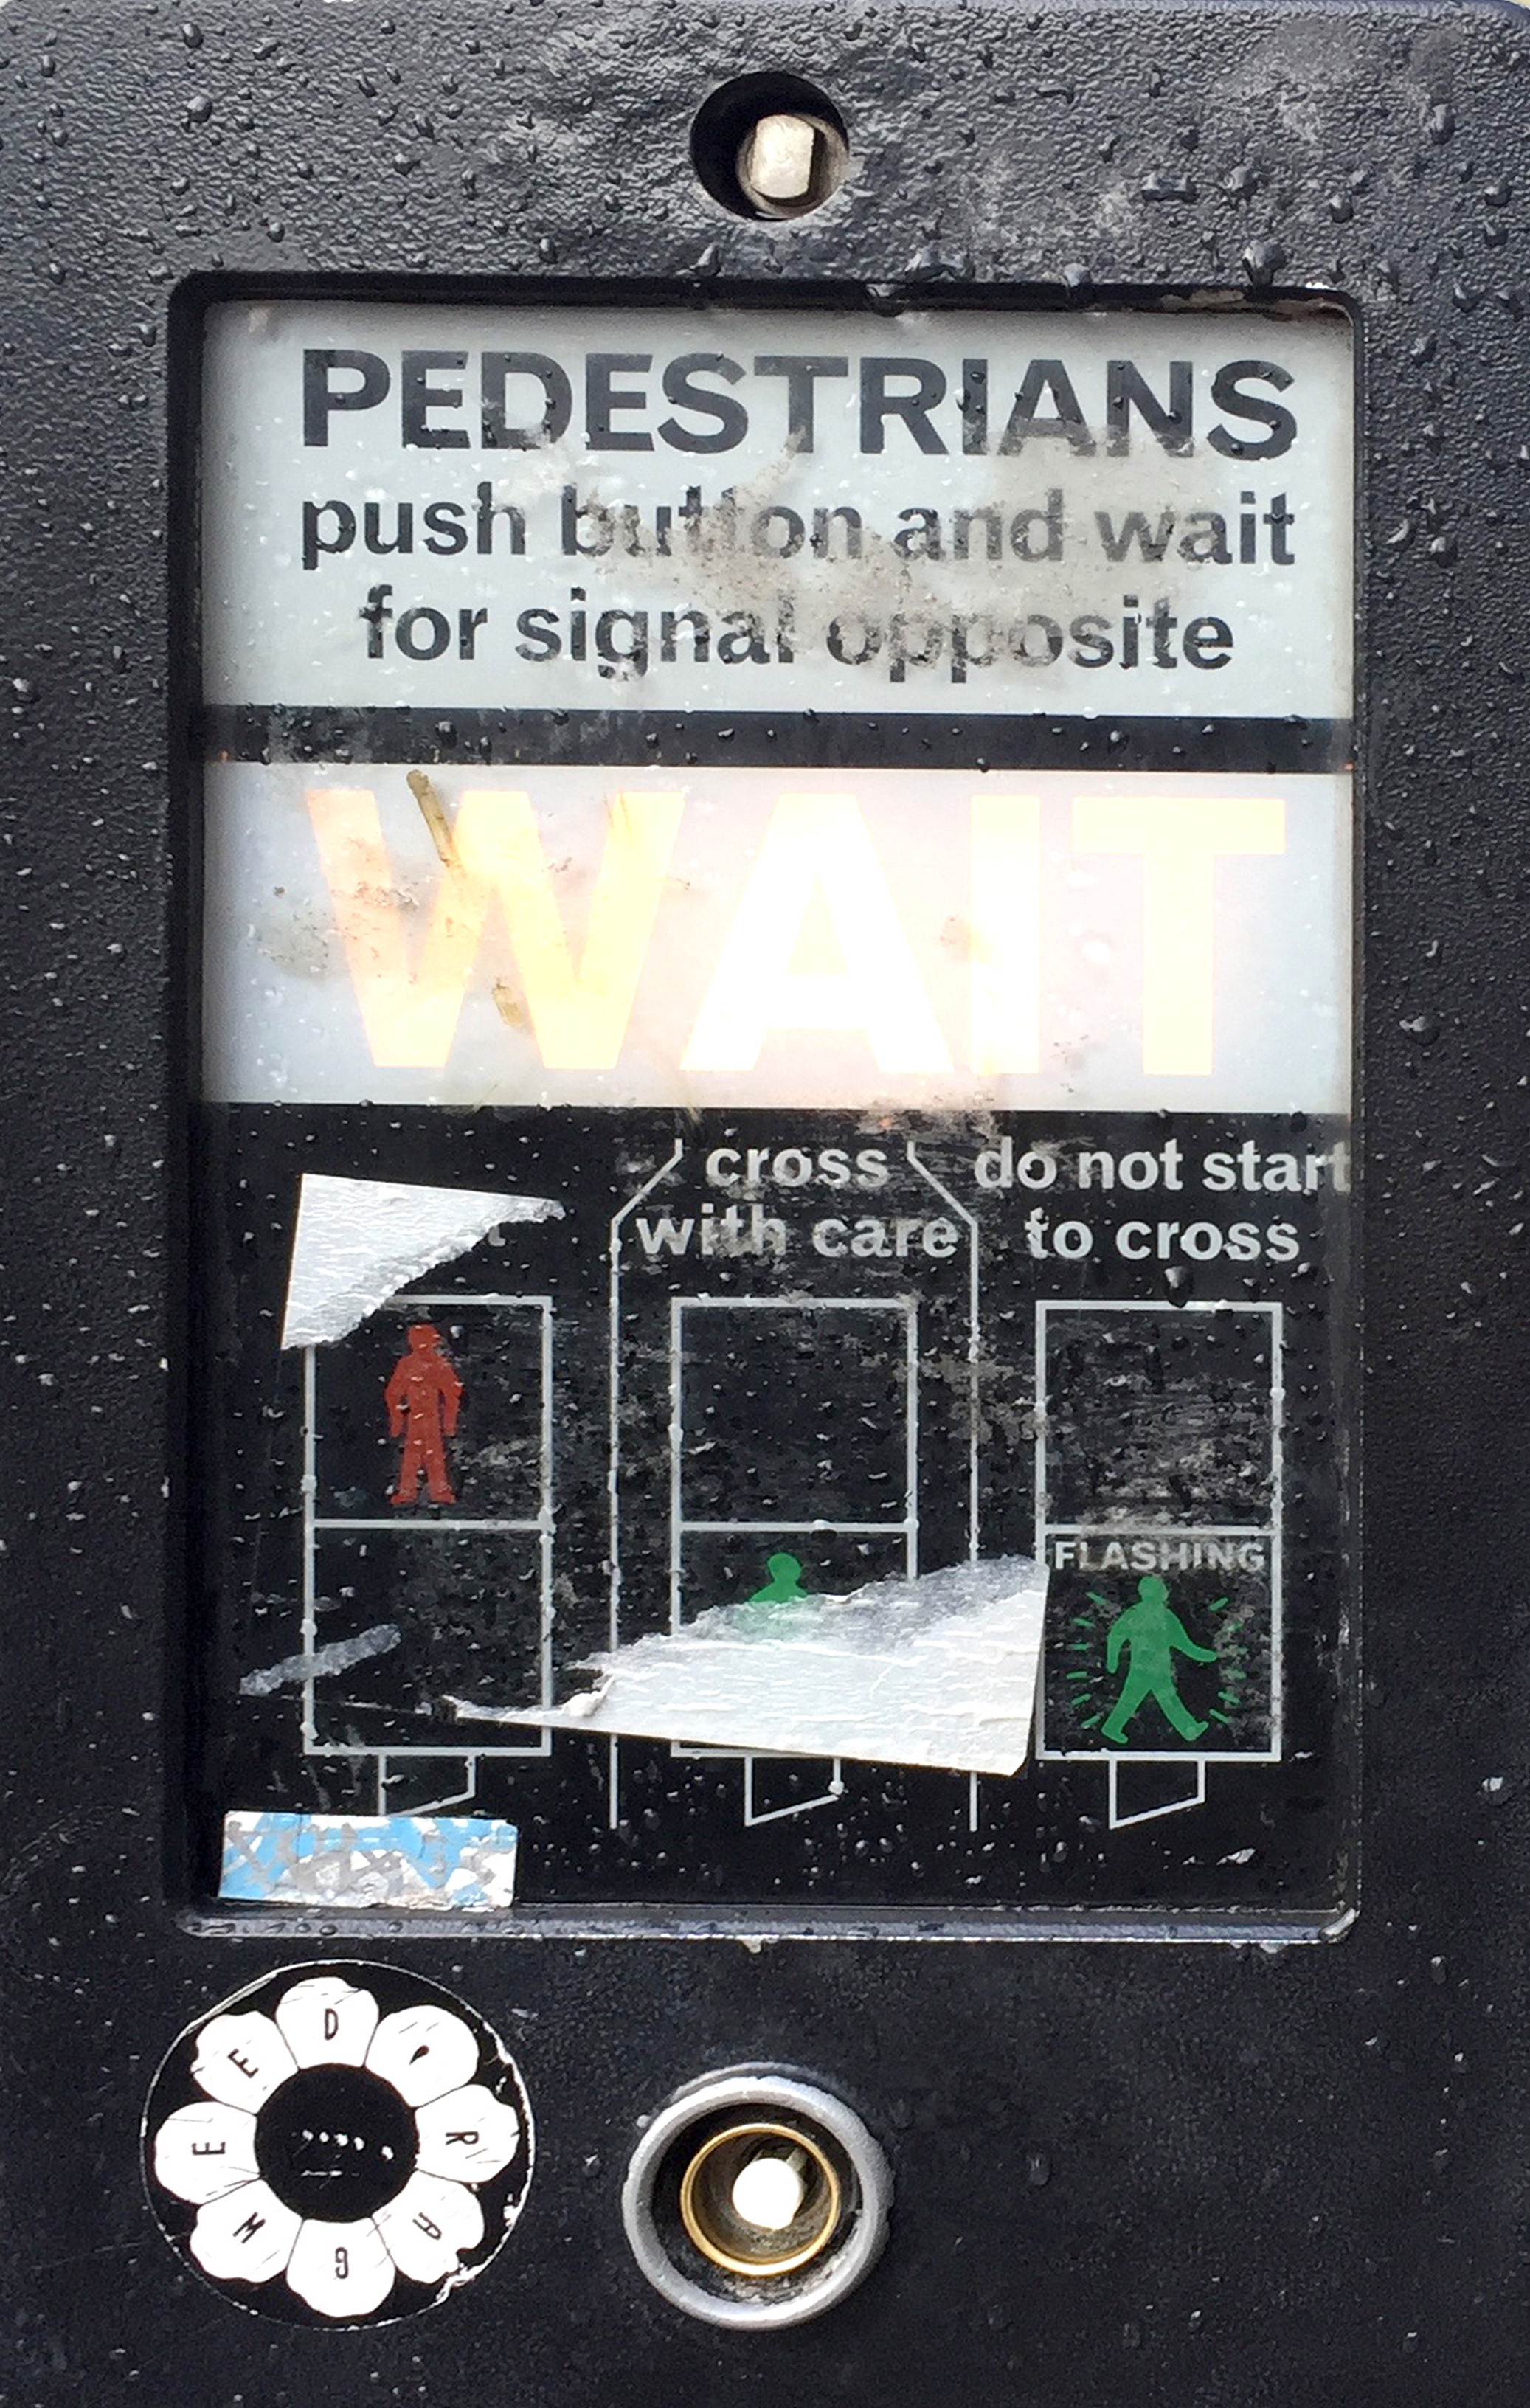 PEDESTRIANS
push button and wait
for signal opposite
WAIT
cross
with care
do not start
to cross
FLASHING